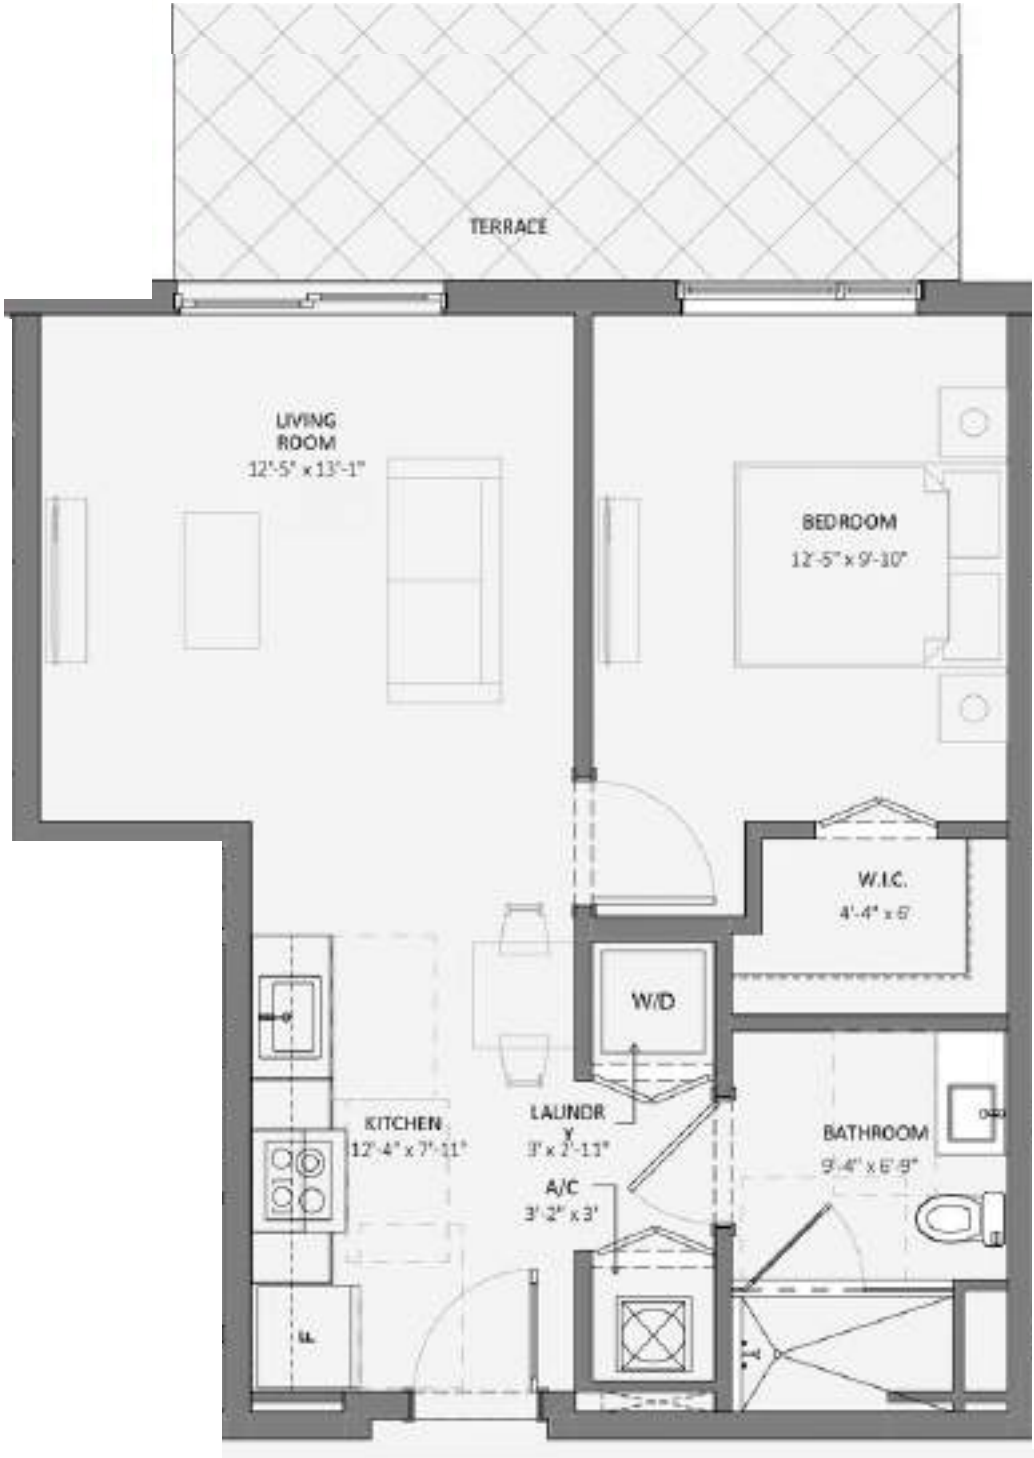 TERRACE
LIVING
ROOM
12'-5" x 13'-1"
BEDROOM
12'-5" x 9'-10"
W.I.C.
4'-4" x 6'
W/D
KITCHEN
12'-4" x 7'-11"
LAUNDR
Y
3' x 2'-11"
A/C
3'-2" x 3'
BATHROOM
9'-4" x 6'-9"
F